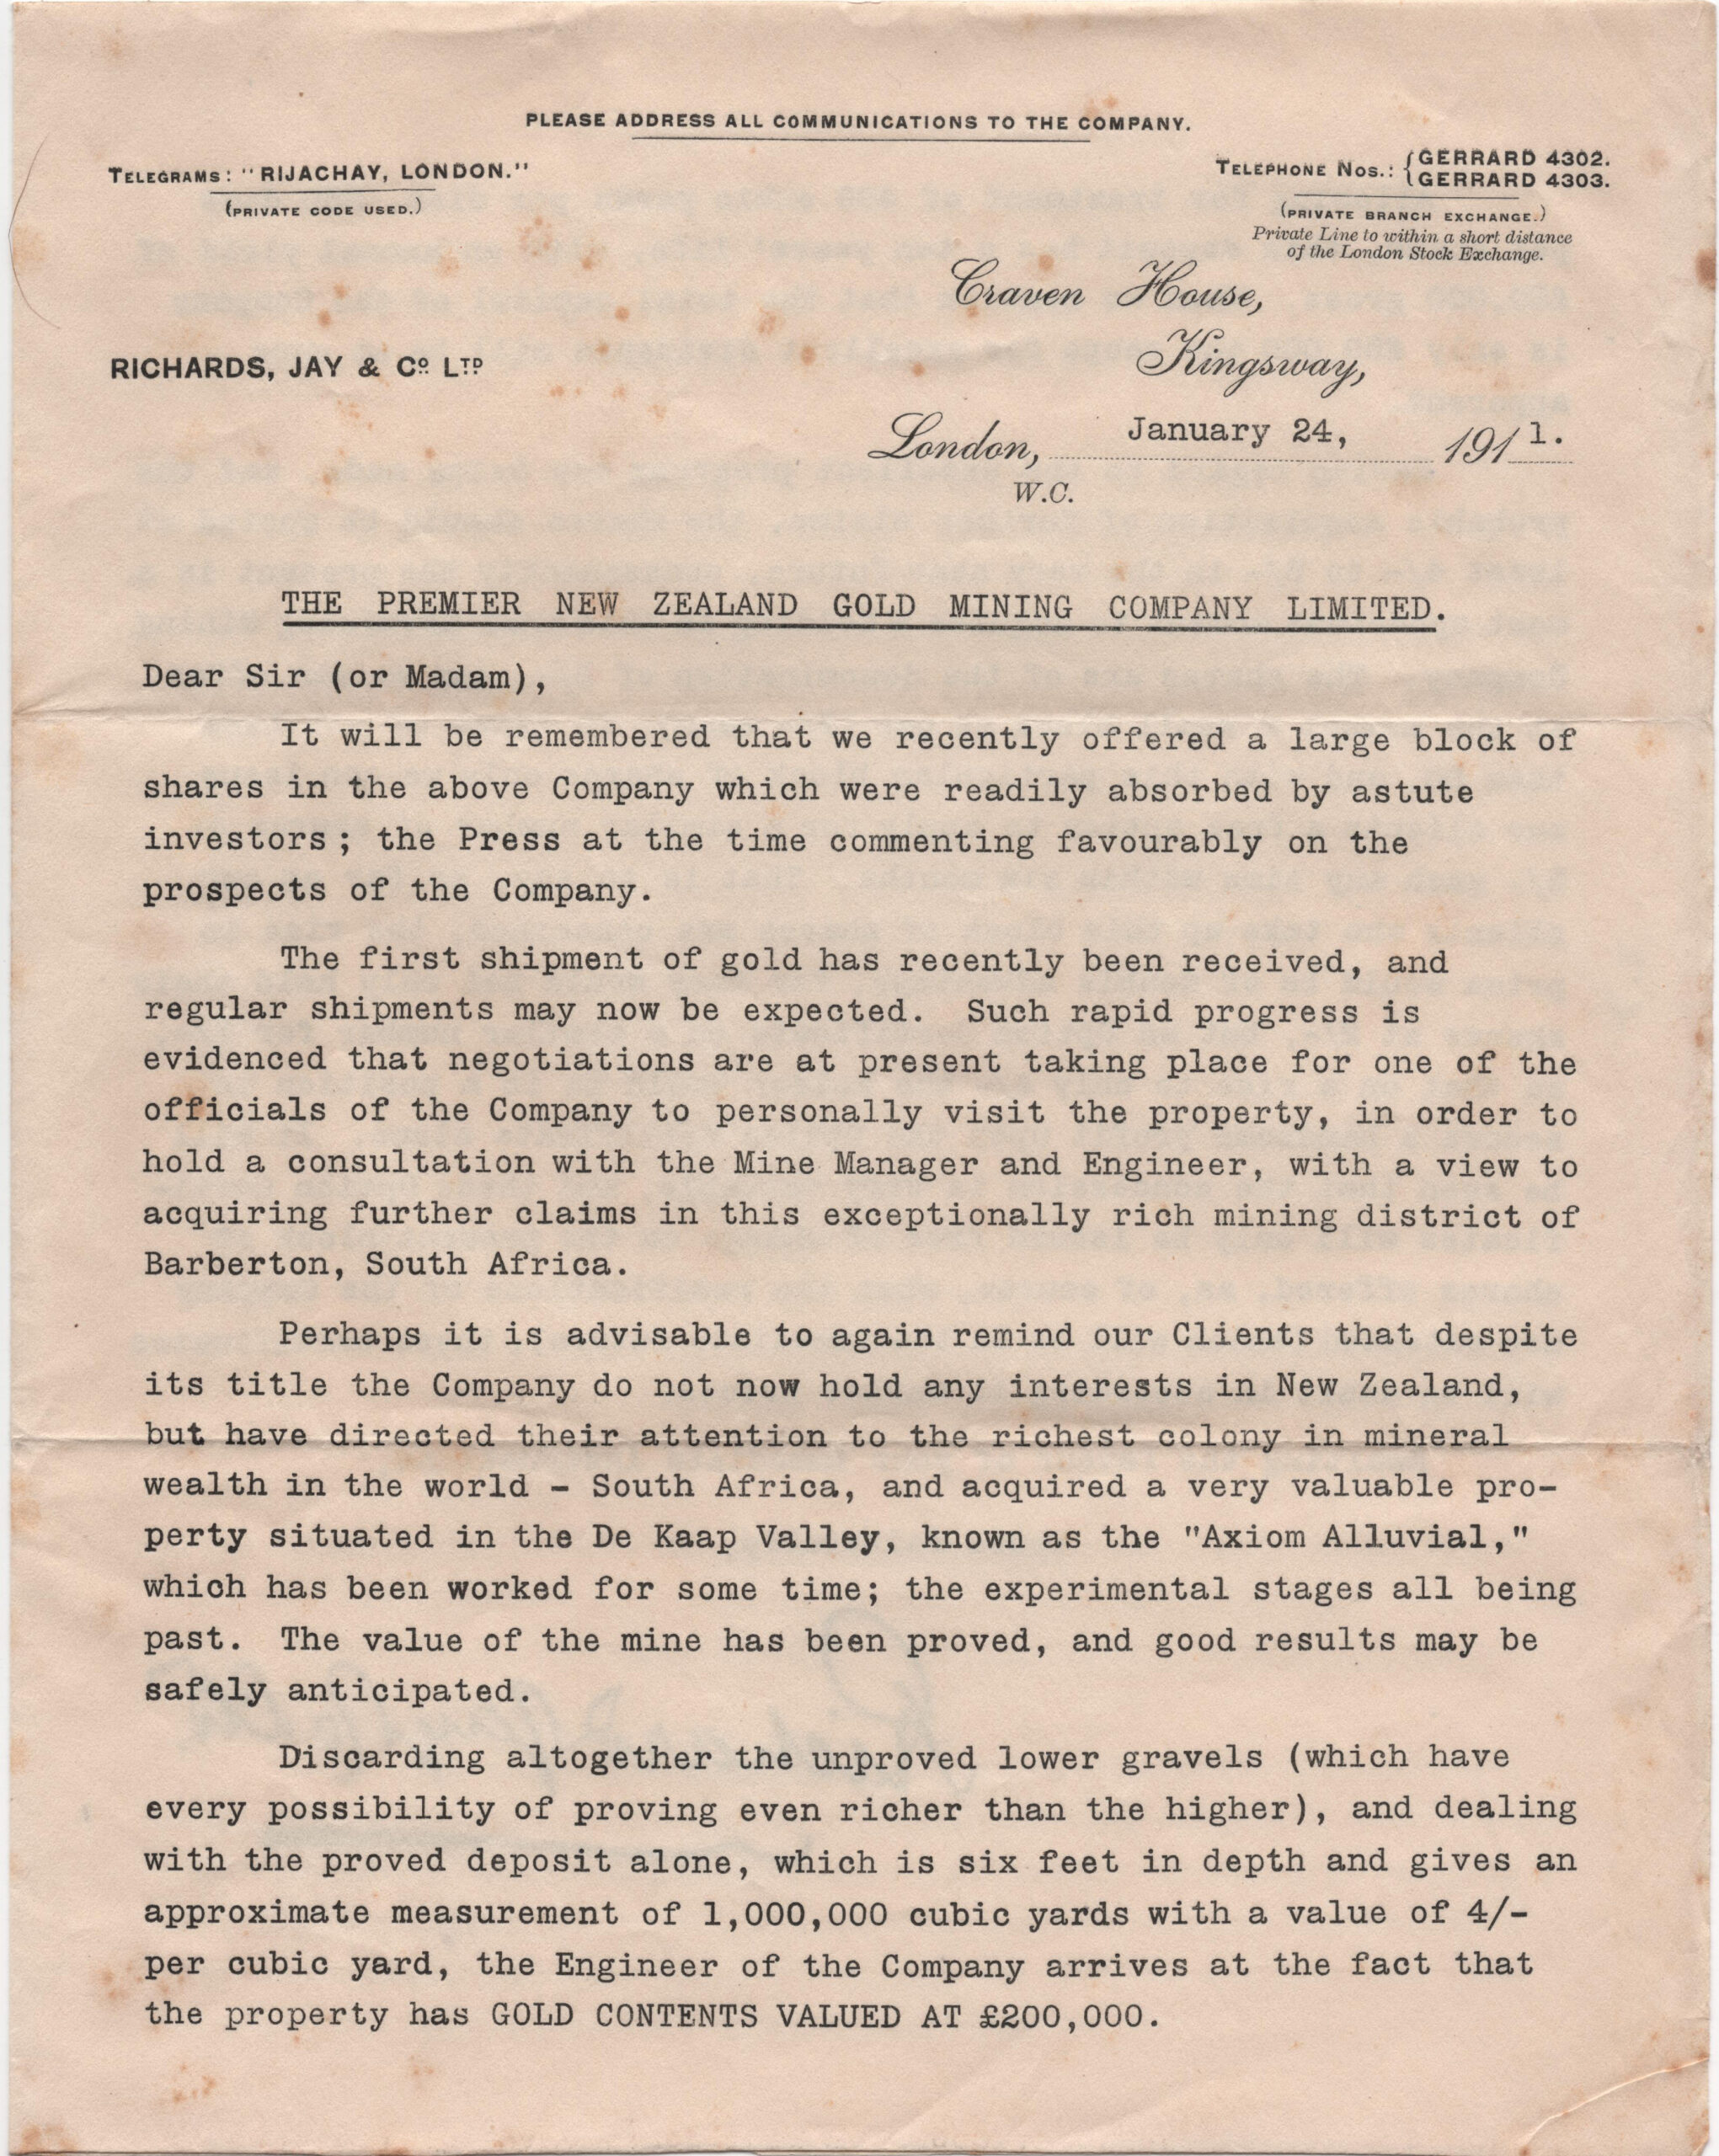 PLEASE ADDRESS ALL COMMUNICATIONS TO THE COMPANY.
TELEGRAMS: "RIJACHAY, LONDON."
(PRIVATE CODE USED.)
TELEPHONE NOS.: { GERRARD 4302.
GERRARD 4303.
(PRIVATE BRANCH EXCHANGE.)
Private Line to within a short distance
of the London Stock Exchange.
Craven House,
Kingsway,
RICHARDS, JAY & Co. LTD
London, January 24, 1911.
W.C.
THE PREMIER NEW ZEALAND GOLD MINING COMPANY LIMITED.
Dear Sir (or Madam),
It will be remembered that we recently offered a large block of
shares in the above Company which were readily absorbed by astute
investors; the Press at the time commenting favourably on the
prospects of the Company.
The first shipment of gold has recently been received, and
regular shipments may now be expected. Such rapid progress is
evidenced that negotiations are at present taking place for one of the
officials of the Company to personally visit the property, in order to
hold a consultation with the Mine Manager and Engineer, with a view to
acquiring further claims in this exceptionally rich mining district of
Barberton, South Africa.
Perhaps it is advisable to again remind our Clients that despite
its title the Company do not now hold any interests in New Zealand,
but have directed their attention to the richest colony in mineral
wealth in the world - South Africa, and acquired a very valuable pro-
perty situated in the De Kaap Valley, known as the "Axiom Alluvial,"
which has been worked for some time; the experimental stages all being
past. The value of the mine has been proved, and good results may be
safely anticipated.
Discarding altogether the unproved lower gravels (which have
every possibility of proving even richer than the higher), and dealing
with the proved deposit alone, which is six feet in depth and gives an
approximate measurement of 1,000,000 cubic yards with a value of 4/-
per cubic yard, the Engineer of the Company arrives at the fact that
the property has GOLD CONTENTS VALUED AT £200,000.